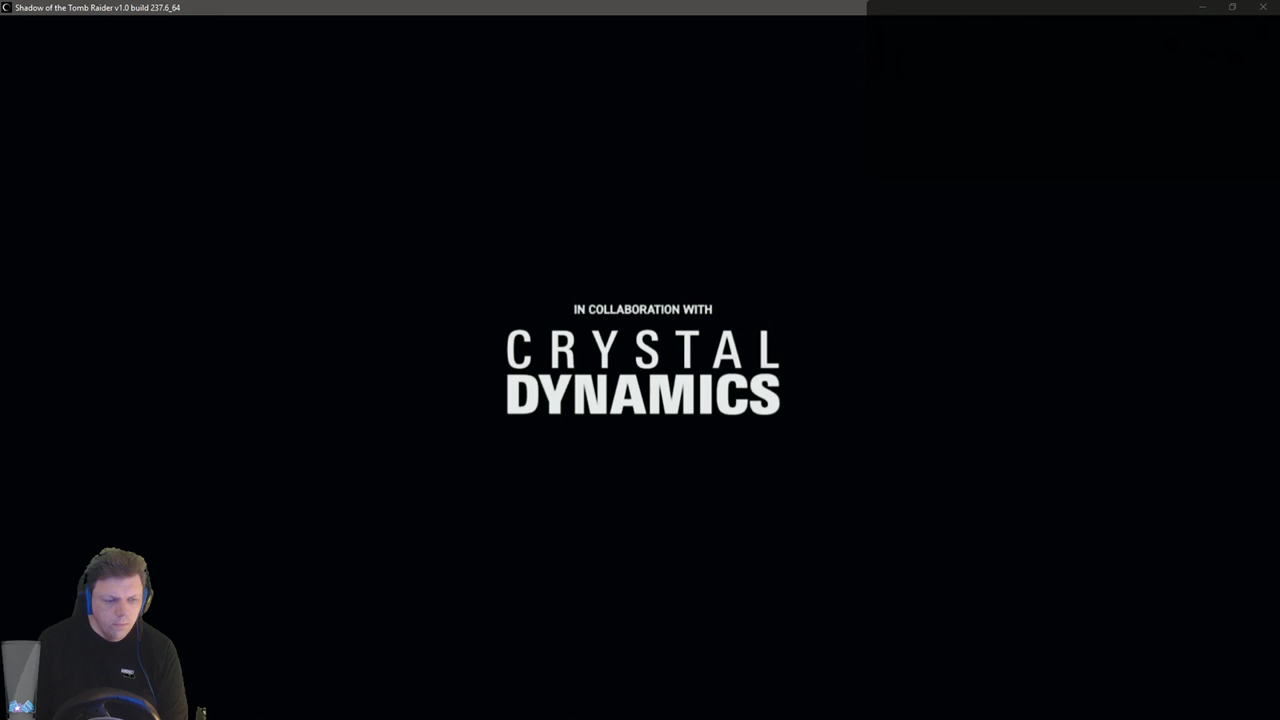 Shadow of the Tomb Raider v1.0 build 237.6_64
IN COLLABORATION WITH
CRYSTAL
DYNAMICS